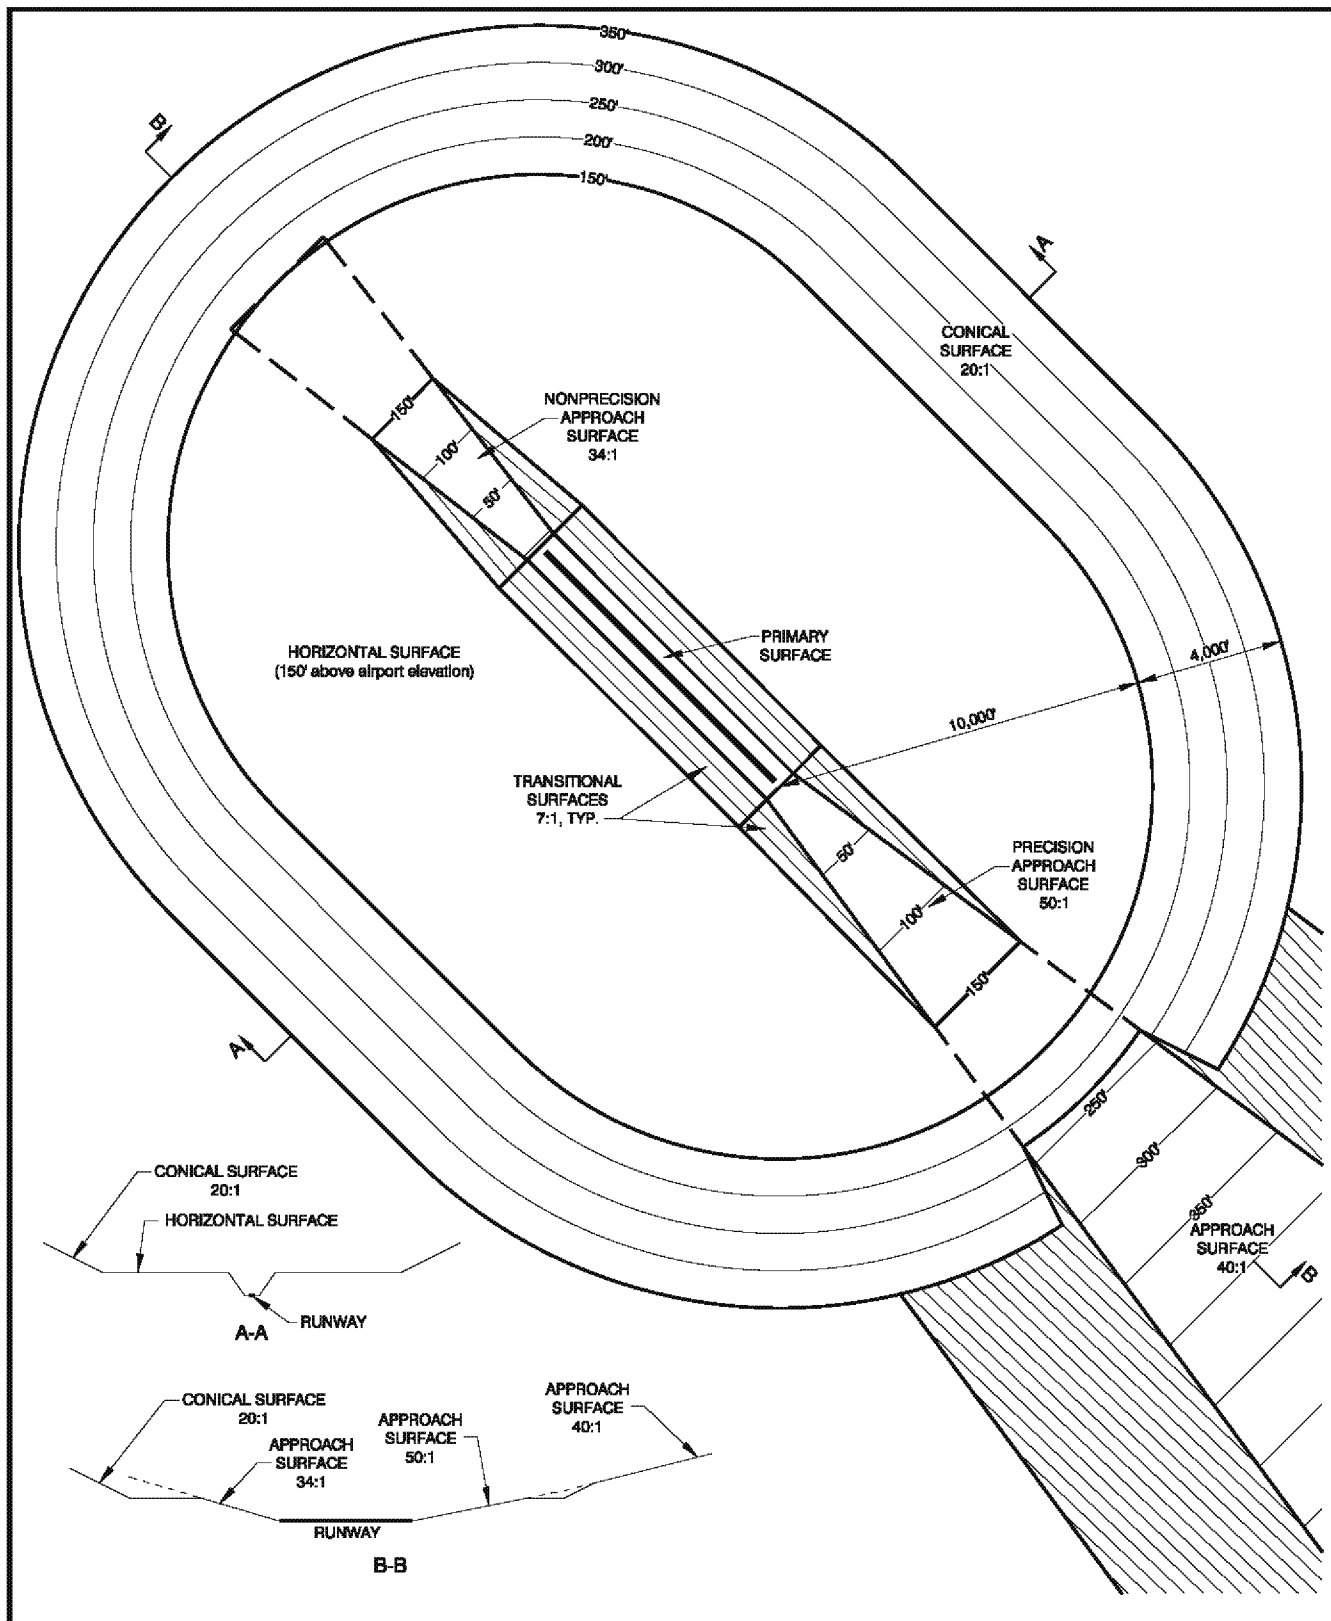 350'
300'
250'
200'
150'
B
A
CONICAL
SURFACE
20:1
NONPRECISION
APPROACH
SURFACE
34:1
150'
100'
50'
PRIMARY
SURFACE
HORIZONTAL SURFACE
(150' above airport elevation)
4,000'
10,000'
TRANSITIONAL
SURFACES
7:1, TYP.
50'
PRECISION
APPROACH
SURFACE
50:1
100'
150'
A
250'
300'
350'
APPROACH
SURFACE
40:1
B
CONICAL SURFACE
20:1
HORIZONTAL SURFACE
RUNWAY
A-A
CONICAL SURFACE
20:1
APPROACH
SURFACE
34:1
APPROACH
SURFACE
50:1
APPROACH
SURFACE
40:1
RUNWAY
B-B